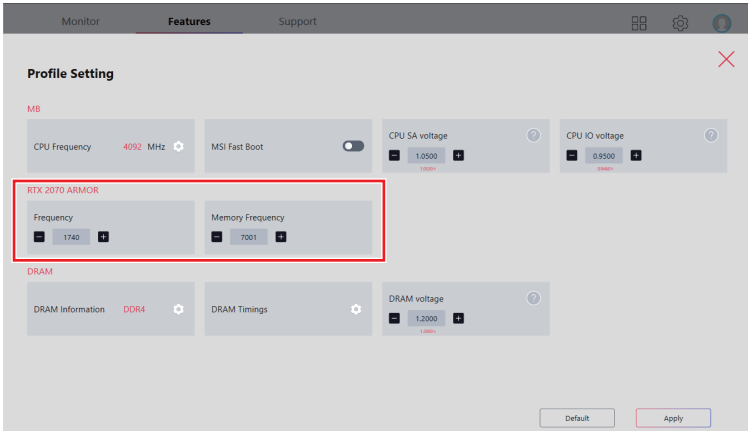 Monitor Features Support
Profile Setting
MB
CPU Frequency 4092 MHz
MSI Fast Boot
CPU SA voltage ?
- 1.0500 +
CPU IO voltage ?
- 0.9500 +
RTX 2070 ARMOR
Frequency
- 1740 +
Memory Frequency
- 7001 +
DRAM
DRAM Information DDR4
DRAM Timings
DRAM voltage ?
- 1.2000 +
Default Apply